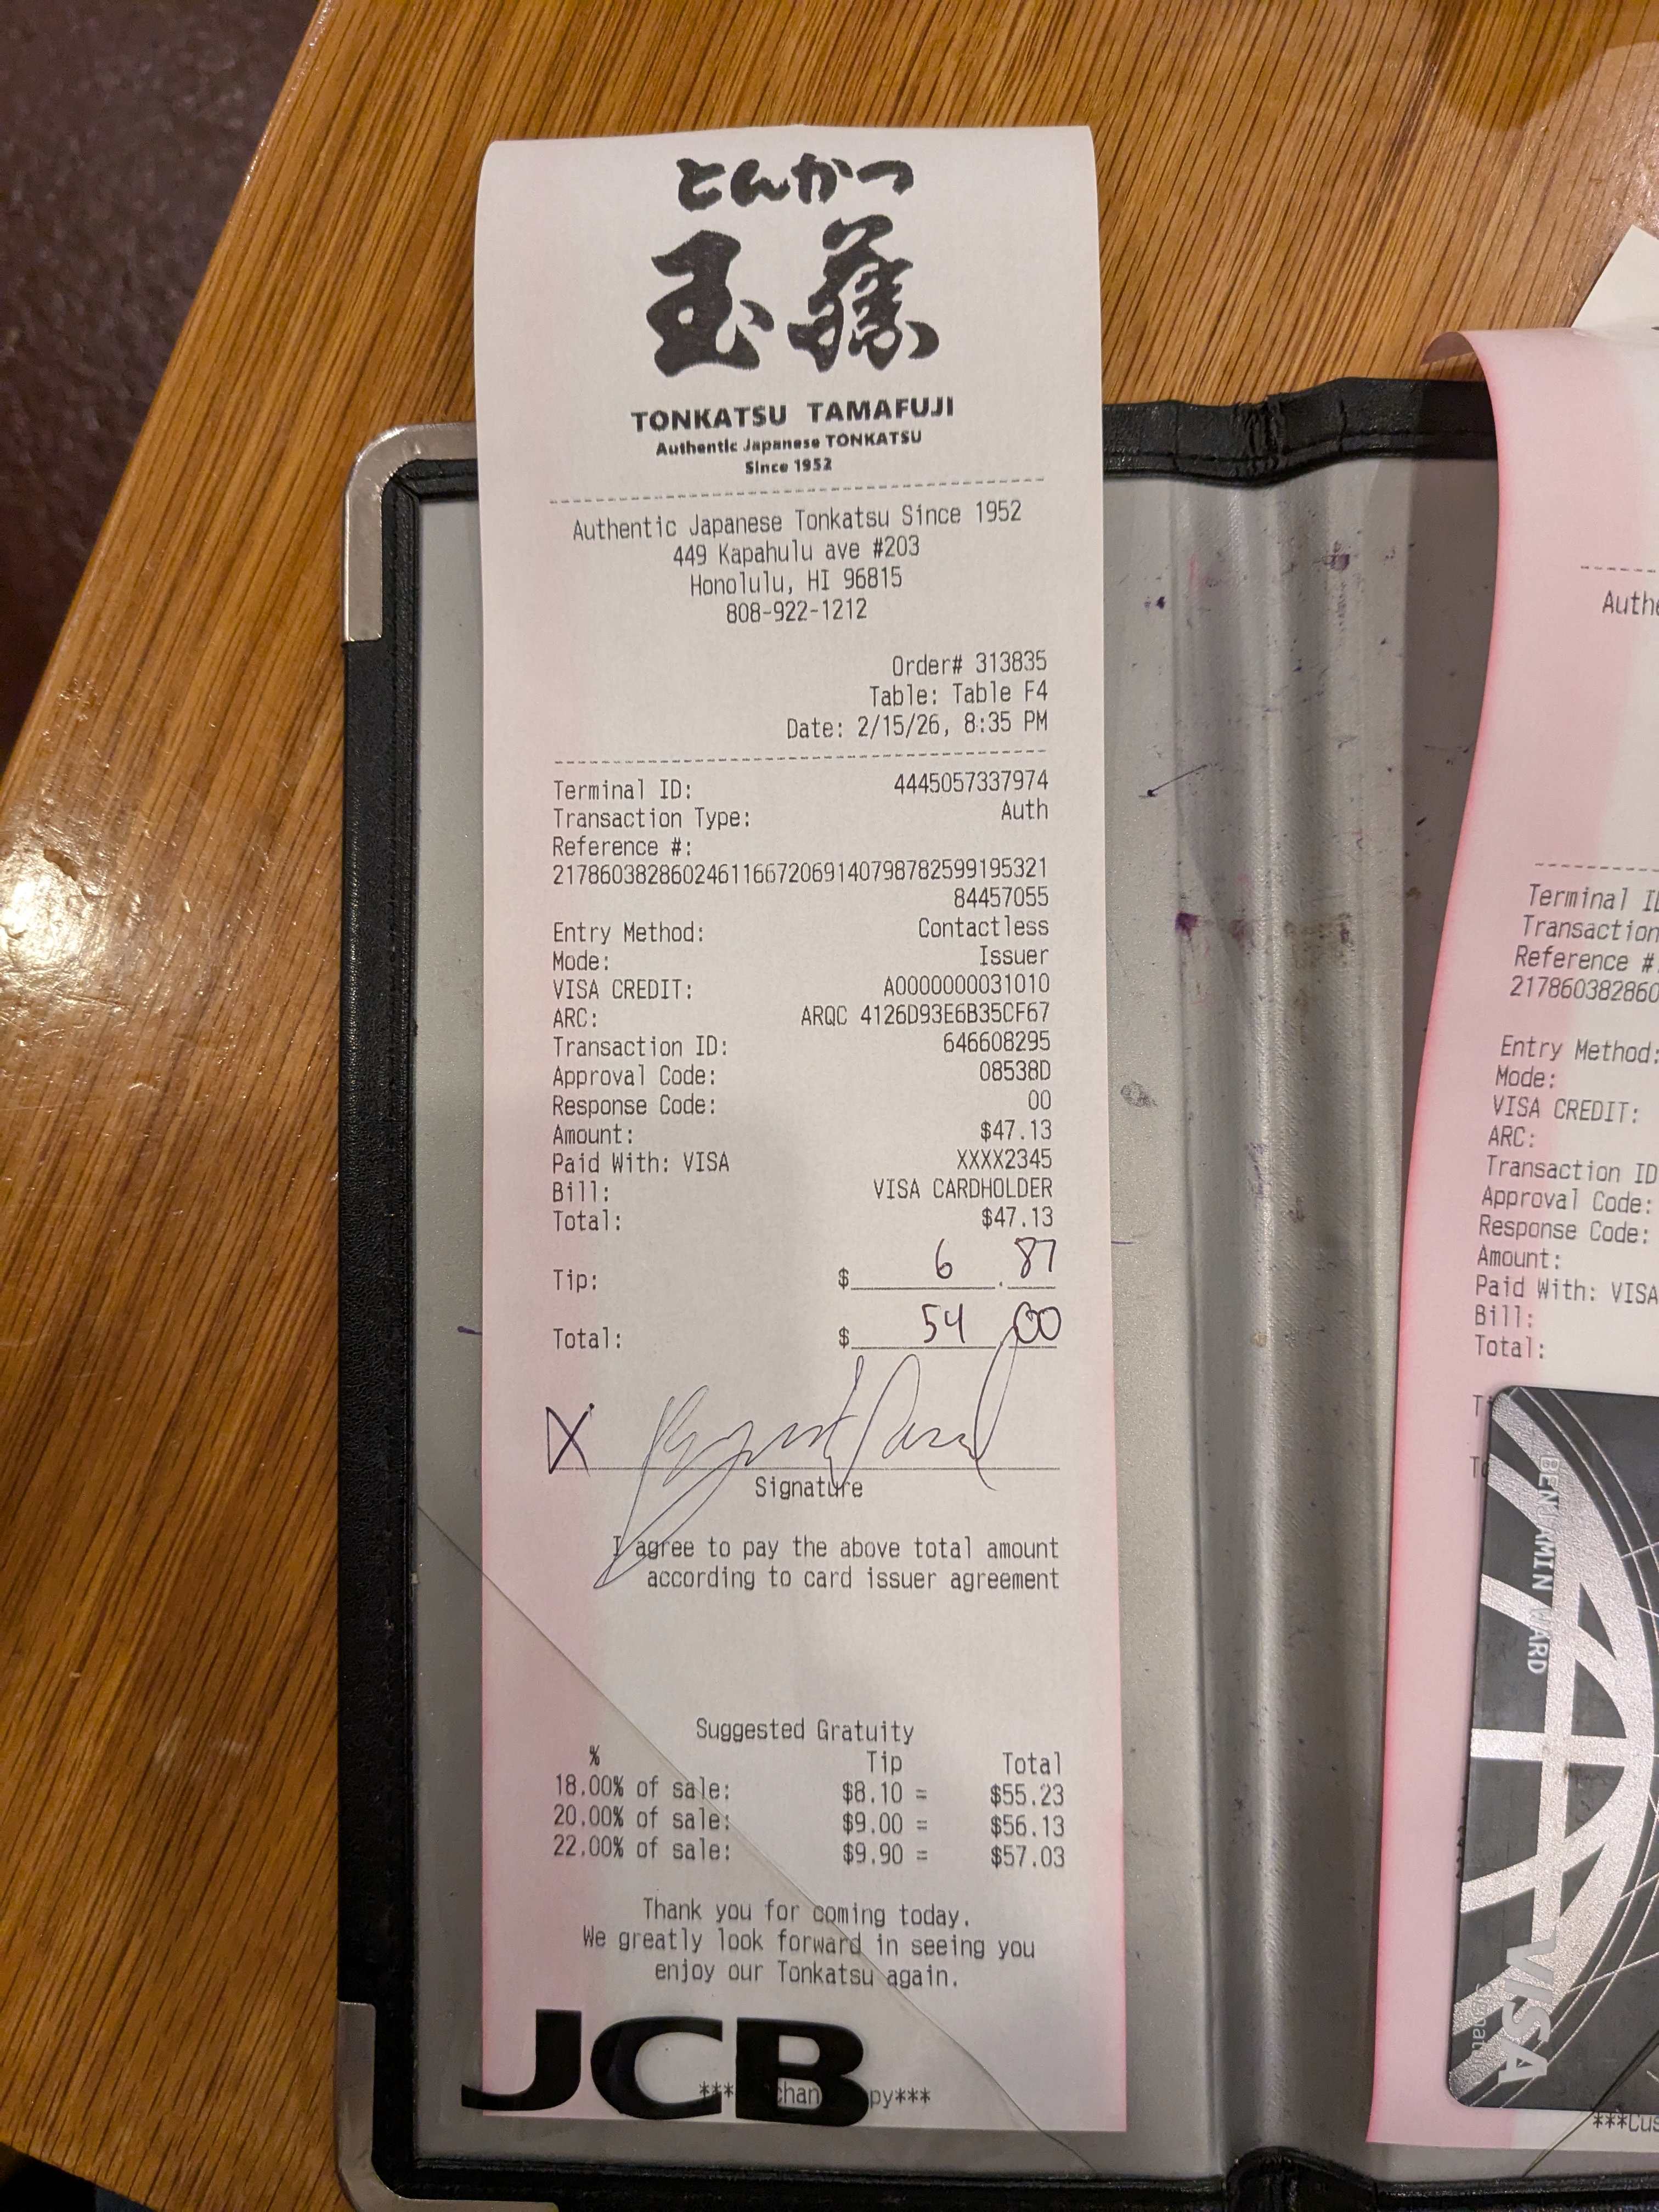 とんかつ
玉藤
TONKATSU TAMAFUJI
Authentic Japanese TONKATSU
Since 1952
Authentic Japanese Tonkatsu Since 1952
449 Kapahulu ave #203
Honolulu, HI 96815
808-922-1212
Order# 313835
Table: Table F4
Date: 2/15/26, 8:35 PM
Terminal ID: 4445057337974
Transaction Type: Auth
Reference #:
217860382860246116672069140798782599195321
84457055
Entry Method: Contactless
Mode: Issuer
VISA CREDIT: A0000000031010
ARC: ARQC 4126D93E6B35CF67
Transaction ID: 646608295
Approval Code: 08538D
Response Code: 00
Amount: $47.13
Paid With: VISA XXXX2345
Bill: VISA CARDHOLDER
Total: $47.13
Tip: $ 6.87
Total: $ 54 00
X
Signature
I agree to pay the above total amount
according to card issuer agreement
Suggested Gratuity
% Tip Total
18.00% of sale: $8.10 = $55.23
20.00% of sale: $9.00 = $56.13
22.00% of sale: $9.90 = $57.03
Thank you for coming today.
We greatly look forward in seeing you
enjoy our Tonkatsu again.
JCB
Terminal
Transaction
Reference #
217860382860
Entry Method:
Mode:
VISA CREDIT:
ARC:
Transaction ID
Approval Code:
Response Code:
Amount:
Paid With: VISA
Bill:
Total:
BENJAMIN WARD
VISA
Signature